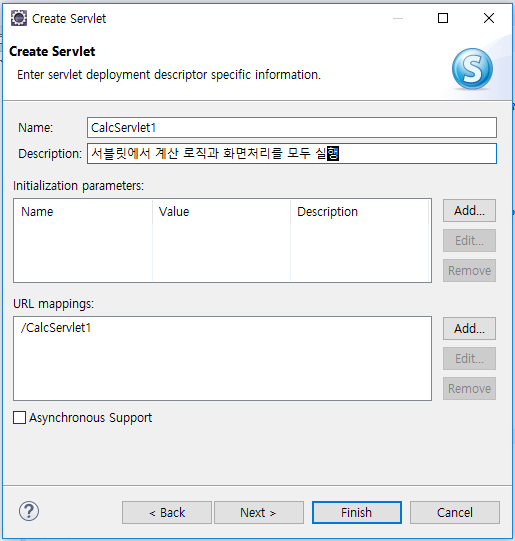 Create Servlet
Create Servlet
Enter servlet deployment descriptor specific information.
S
Name: CalcServlet1
Description: 서블릿에서 계산 로직과 화면처리를 모두 실행
Initialization parameters:
Name Value Description
Add...
Edit...
Remove
URL mappings:
/CalcServlet1
Add...
Edit...
Remove
Asynchronous Support
? < Back Next > Finish Cancel